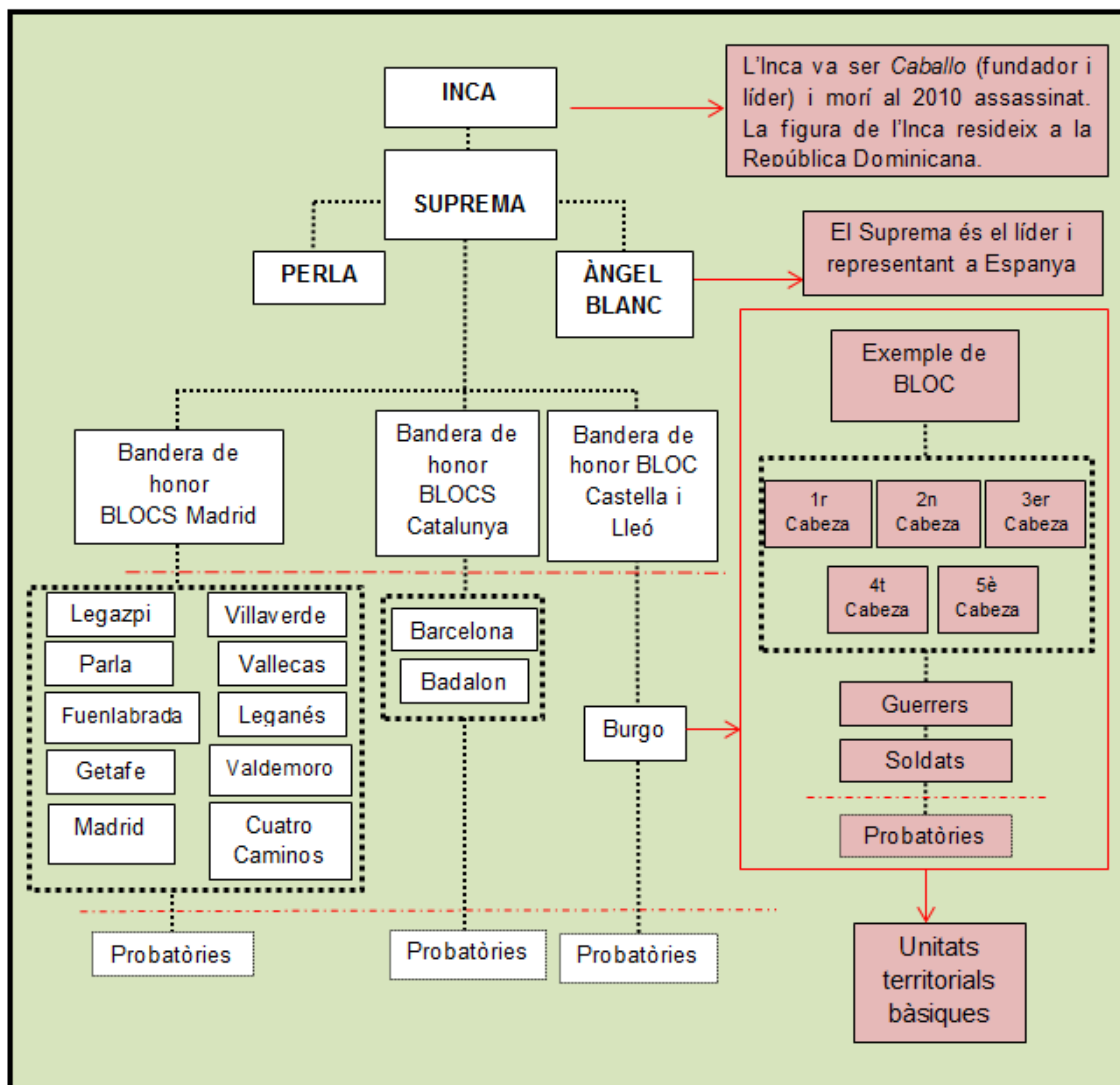 INCA
L'Inca va ser Caballo (fundador i
líder) i morí al 2010 assassinat.
La figura de l'Inca resideix a la
República Dominicana.
SUPREMA
PERLA
ÀNGEL
BLANC
El Suprema és el líder i
representant a Espanya
Bandera de
honor
BLOCS Madrid
Bandera de
honor
BLOCS
Catalunya
Bandera de
honor BLOC
Castella i
Lleó
Legazpi
Villaverde
Parla
Vallecas
Fuenlabrada
Leganés
Getafe
Valdemoro
Madrid
Cuatro
Caminos
Barcelona
Badalon
Burgo
Probatòries
Probatòries
Probatòries
Exemple de
BLOC
1r
Cabeza
2n
Cabeza
3er
Cabeza
4t
Cabeza
5è
Cabeza
Guerrers
Soldats
Probatòries
Unitats
territorials
bàsiques